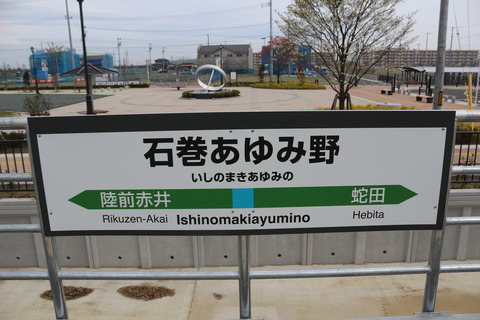 石巻あゆみ野
いしのまきあゆみの
陸前赤井 蛇田
Rikuzen-Akai Ishinomakiayumino Hebita